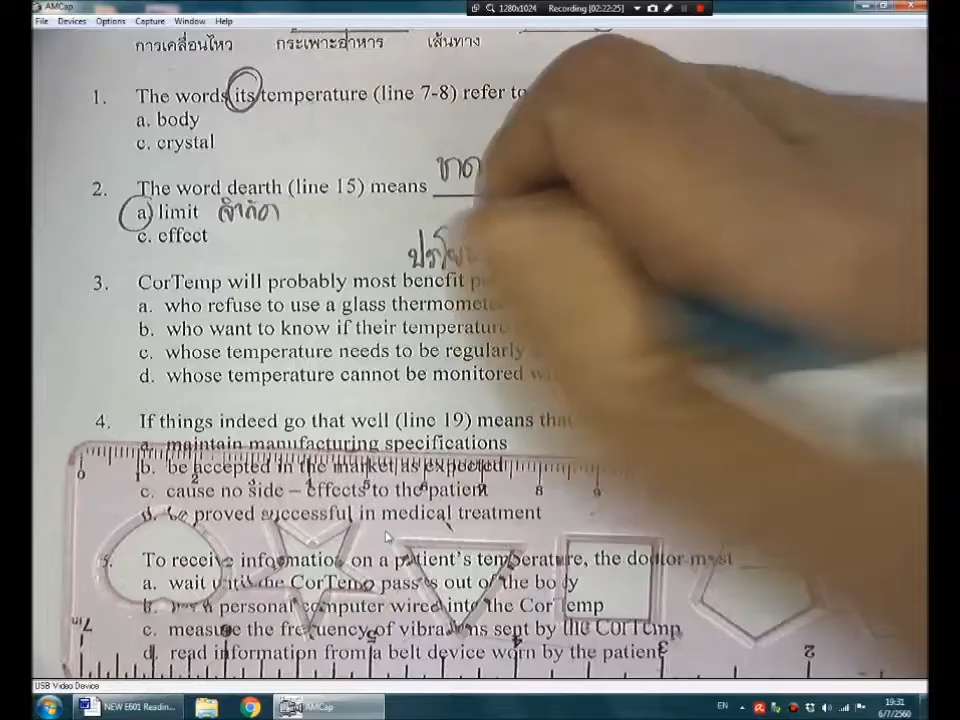 AMCap
File Devices Options Capture Window Help
1280x1024 Recording [02:22:25]
การเคลื่อนไหว กระเพาะอาหาร เส้นทาง
1. The words its temperature (line 7-8) refer to
a. body
c. crystal
2. The word dearth (line 15) means
a. limit จำกัด
c. effect
3. CorTemp will probably most benefit
a. who refuse to use a glass
b. who want to know if their
c. whose temperature needs to be regularly
d. whose temperature cannot be monitored
4. If things indeed go that well (line 19) means
a. maintain manufacturing specifications
b. be accepted in the market as expected
c. cause no side – effects to the patient
d. be proved successful in medical treatment
5. To receive information on a patient's temperature, the doctor must
a. wait until the CorTemp passes out of the body
b. personal computer wired into the CorTemp
c. measure the frequency of vibrations sent by the CorTemp
d. read information from a belt device worn by the patient
USB Video Device
NEW E601 Readin... AMCap EN 19:31
6/7/2560